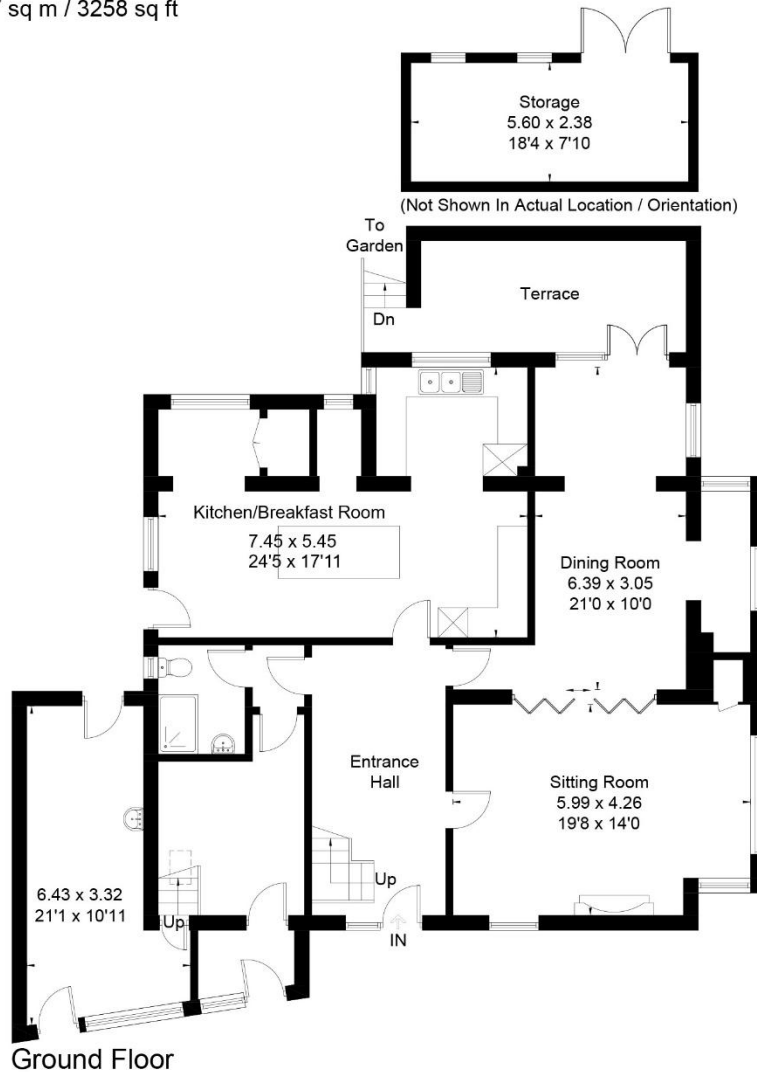 sq m / 3258 sq ft
Storage
5.60 x 2.38
18'4 x 7'10
(Not Shown In Actual Location / Orientation)
To
Garden
Terrace
Dn
Kitchen/Breakfast Room
7.45 x 5.45
24'5 x 17'11
Dining Room
6.39 x 3.05
21'0 x 10'0
Entrance
Hall
Sitting Room
5.99 x 4.26
19'8 x 14'0
6.43 x 3.32
21'1 x 10'11
Up
Up
IN
Ground Floor